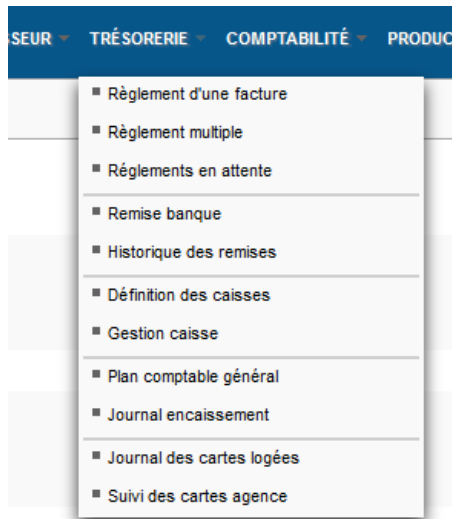 SSEUR TRÉSORERIE COMPTABILITÉ PRODUC
Règlement d'une facture
Règlement multiple
Réglements en attente
Remise banque
Historique des remises
Définition des caisses
Gestion caisse
Plan comptable général
Journal encaissement
Journal des cartes logées
Suivi des cartes agence